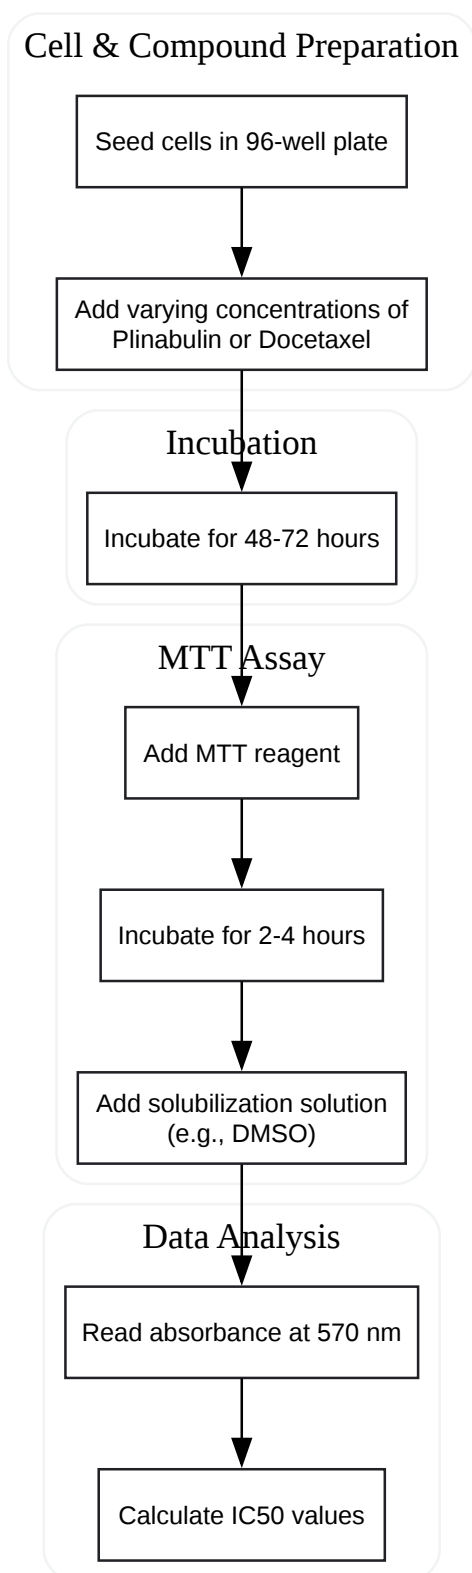 Cell & Compound Preparation
Seed cells in 96-well plate
Add varying concentrations of
Plinabulin or Docetaxel
Incubation
Incubate for 48-72 hours
MTT Assay
Add MTT reagent
Incubate for 2-4 hours
Add solubilization solution
(e.g., DMSO)
Data Analysis
Read absorbance at 570 nm
Calculate IC50 values